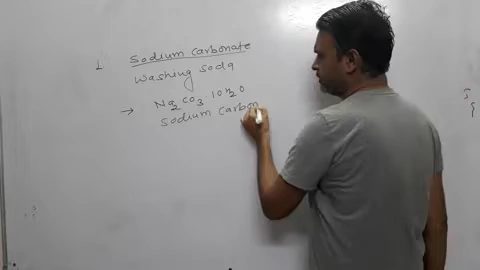 1 Sodium Carbonate
Washing Soda
→ Na2CO3.10H2O
Sodium Carbon